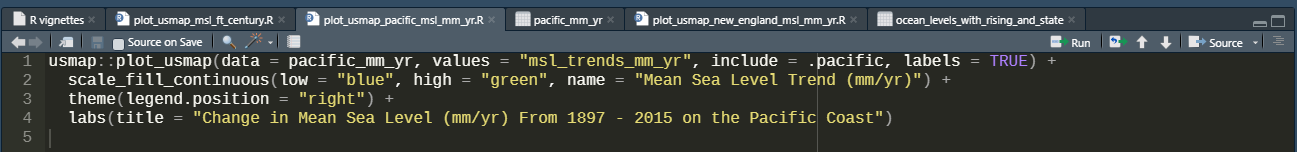 R vignettes × plot_usmap_msl_ft_century.R × plot_usmap_pacific_msl_mm_yr.R × pacific_mm_yr × plot_usmap_new_england_msl_mm_yr.R × ocean_levels_with_rising_and_state ×
Source on Save Run Source
1 usmap::plot_usmap(data = pacific_mm_yr, values = "msl_trends_mm_yr", include = .pacific, labels = TRUE) +
2 scale_fill_continuous(low = "blue", high = "green", name = "Mean Sea Level Trend (mm/yr)") +
3 theme(legend.position = "right") +
4 labs(title = "Change in Mean Sea Level (mm/yr) From 1897 - 2015 on the Pacific Coast")
5